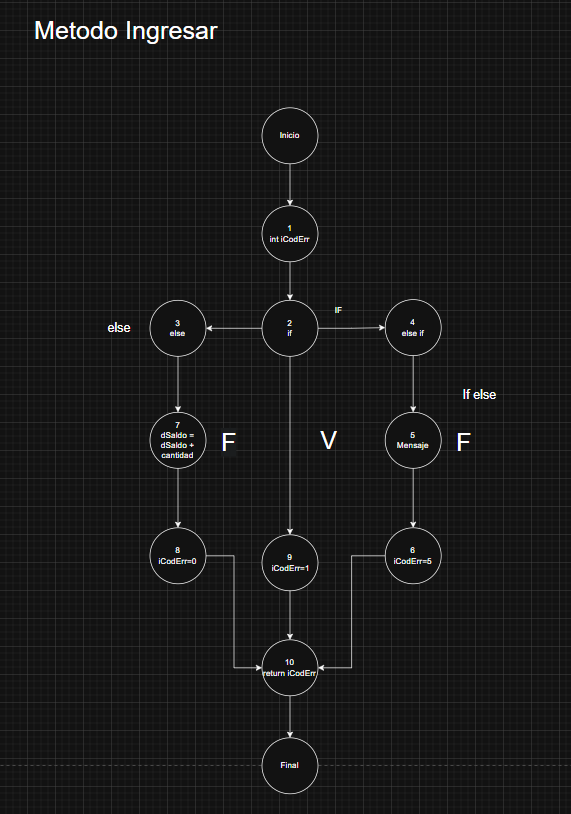 Metodo Ingresar
Inicio
1
int iCodErr
IF
else
3
else
2
if
4
else if
If else
7
dSaldo =
dSaldo +
cantidad
F
V
5
Mensaje
F
8
iCodErr=0
9
iCodErr=1
6
iCodErr=5
10
return iCodErr
Final